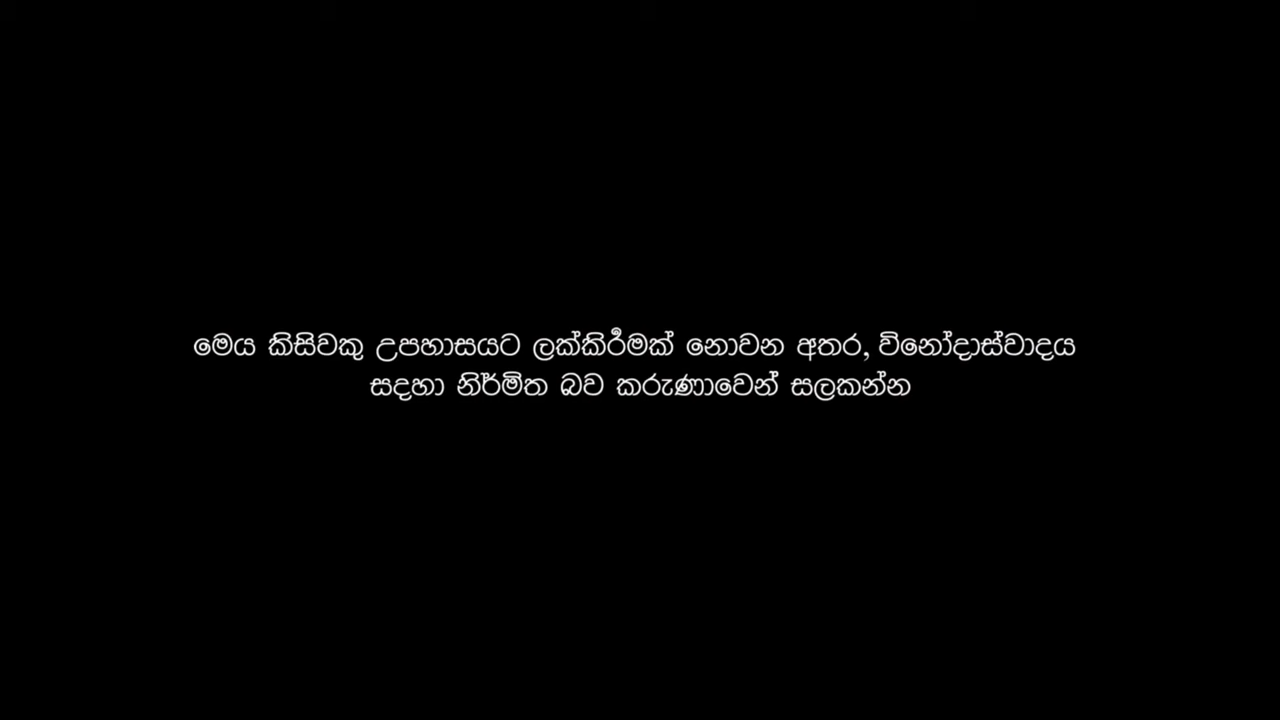 මෙය කිසිවකු උපහාසයට ලක්කිරීමක් නොවන අතර, විනෝදාස්වාදය
සදහා නිර්මිත බව කරුණාවෙන් සලකන්න